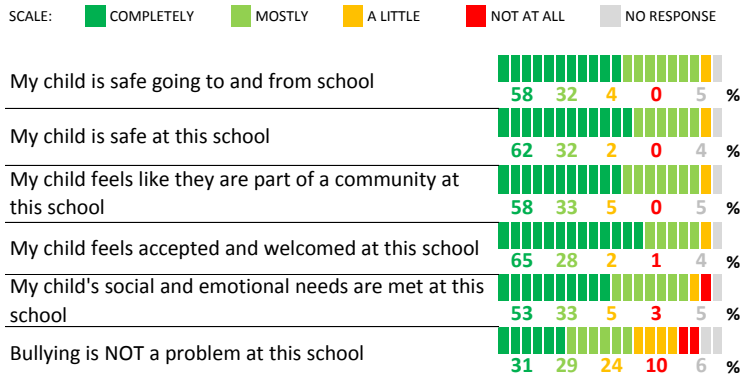 SCALE: COMPLETELY MOSTLY A LITTLE NOT AT ALL NO RESPONSE
My child is safe going to and from school
58 32 4 0 5 %
My child is safe at this school
62 32 2 0 4 %
My child feels like they are part of a community at
this school
58 33 5 0 5 %
My child feels accepted and welcomed at this school
65 28 2 1 4 %
My child's social and emotional needs are met at this
school
53 33 5 3 5 %
Bullying is NOT a problem at this school
31 29 24 10 6 %